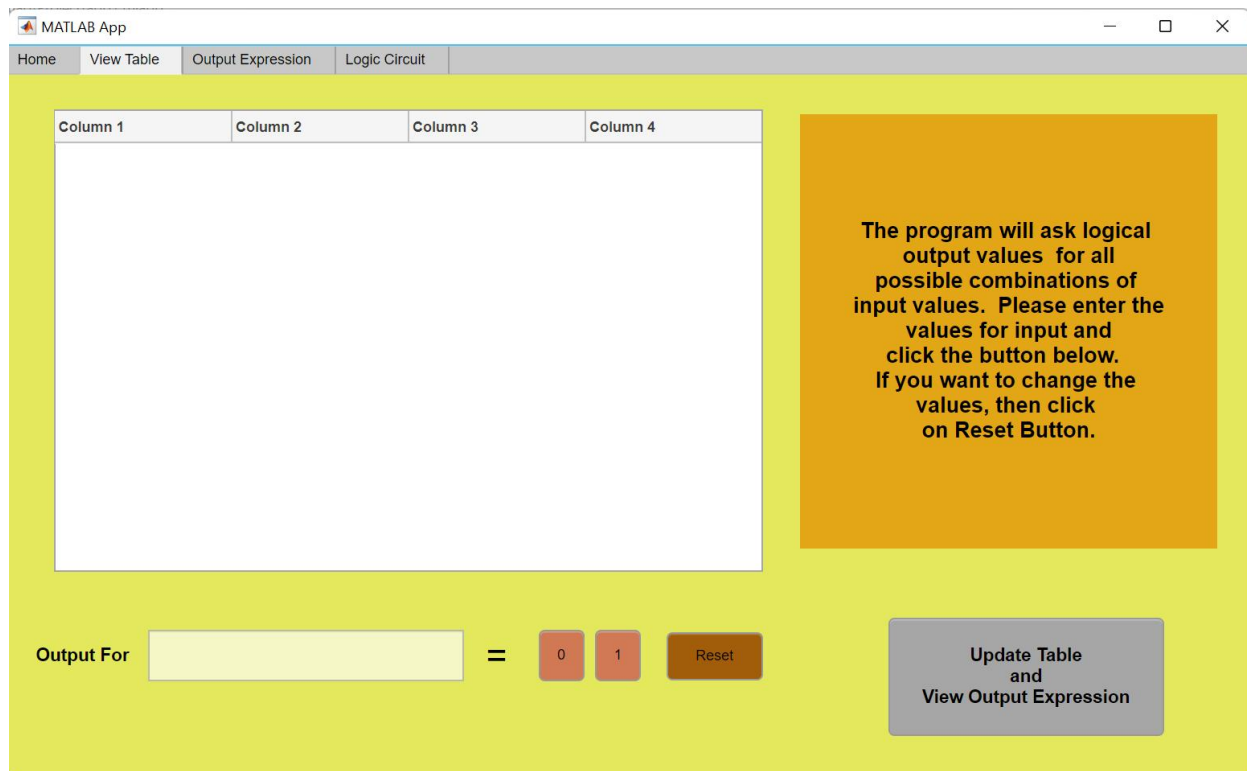 MATLAB App
Home View Table Output Expression Logic Circuit
Column 1 Column 2 Column 3 Column 4
The program will ask logical
output values  for all
possible combinations of
input values.  Please enter the
values for input and
click the button below.
If you want to change the
values, then click
on Reset Button.
Output For = 0 1 Reset
Update Table
and
View Output Expression